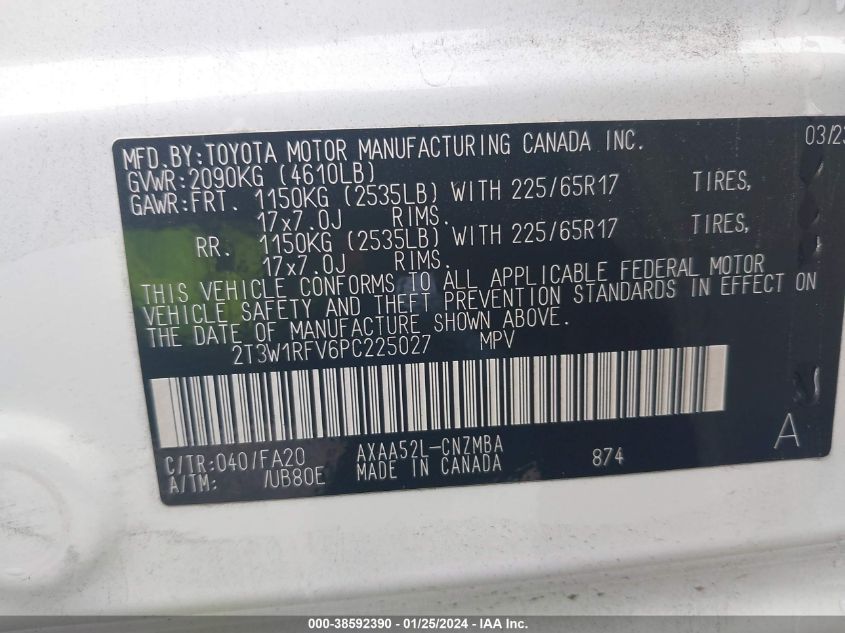 MFD.BY:TOYOTA MOTOR MANUFACTURING CANADA INC. 03/23
GVWR:2090KG (4610LB)
GAWR:FRT. 1150KG (2535LB) WITH 225/65R17 TIRES,
17x7.0J RIMS.
RR. 1150KG (2535LB) WITH 225/65R17 TIRES,
17x7.0J RIMS.
THIS VEHICLE CONFORMS TO ALL APPLICABLE FEDERAL MOTOR
VEHICLE SAFETY AND THEFT PREVENTION STANDARDS IN EFFECT ON
THE DATE OF MANUFACTURE SHOWN ABOVE.
2T3W1RFV6PC225027 MPV
A
C/TR:040/FA20 AXAA52L-CNZMBA
A/TM: /UB80E MADE IN CANADA 874
000-38592390 - 01/25/2024 - IAA Inc.